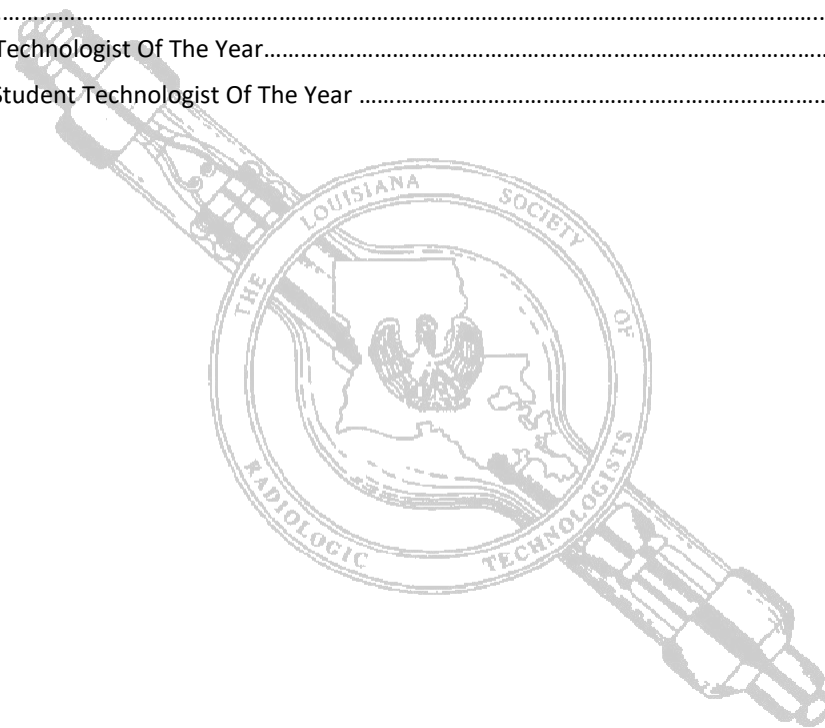 ……………………………………………………………………………………………………………
Technologist Of The Year……………………………………………………………………
Student Technologist Of The Year ……………………………………..……………………
THE LOUISIANA SOCIETY OF
RADIOLOGIC TECHNOLOGISTS